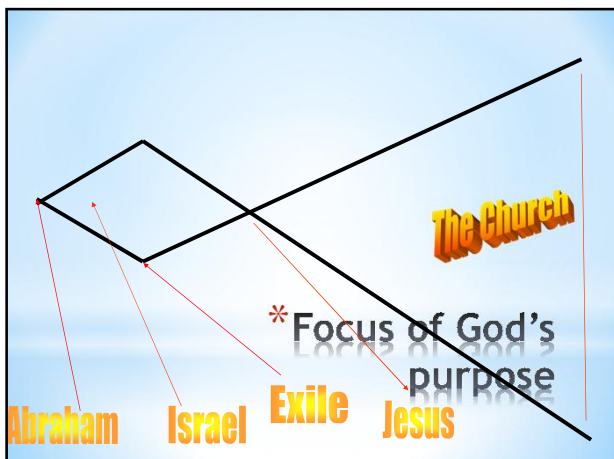 The Church
*Focus of God's
purpose
Abraham
Israel
Exile
Jesus